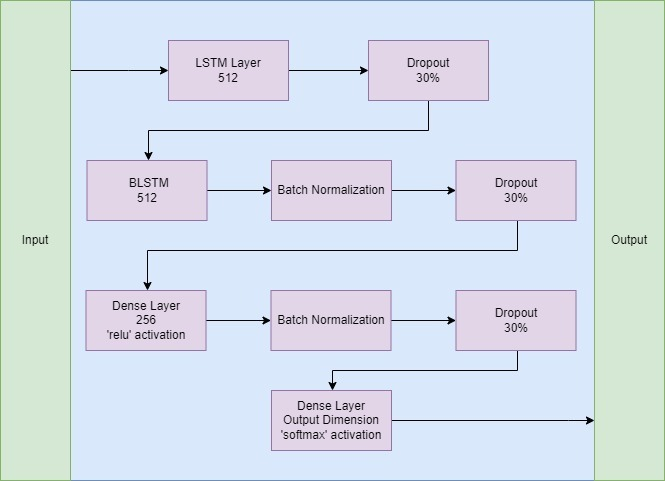 LSTM Layer
512
Dropout
30%
BLSTM
512
Batch Normalization
Dropout
30%
Input
Output
Dense Layer
256
'relu' activation
Batch Normalization
Dropout
30%
Dense Layer
Output Dimension
'softmax' activation